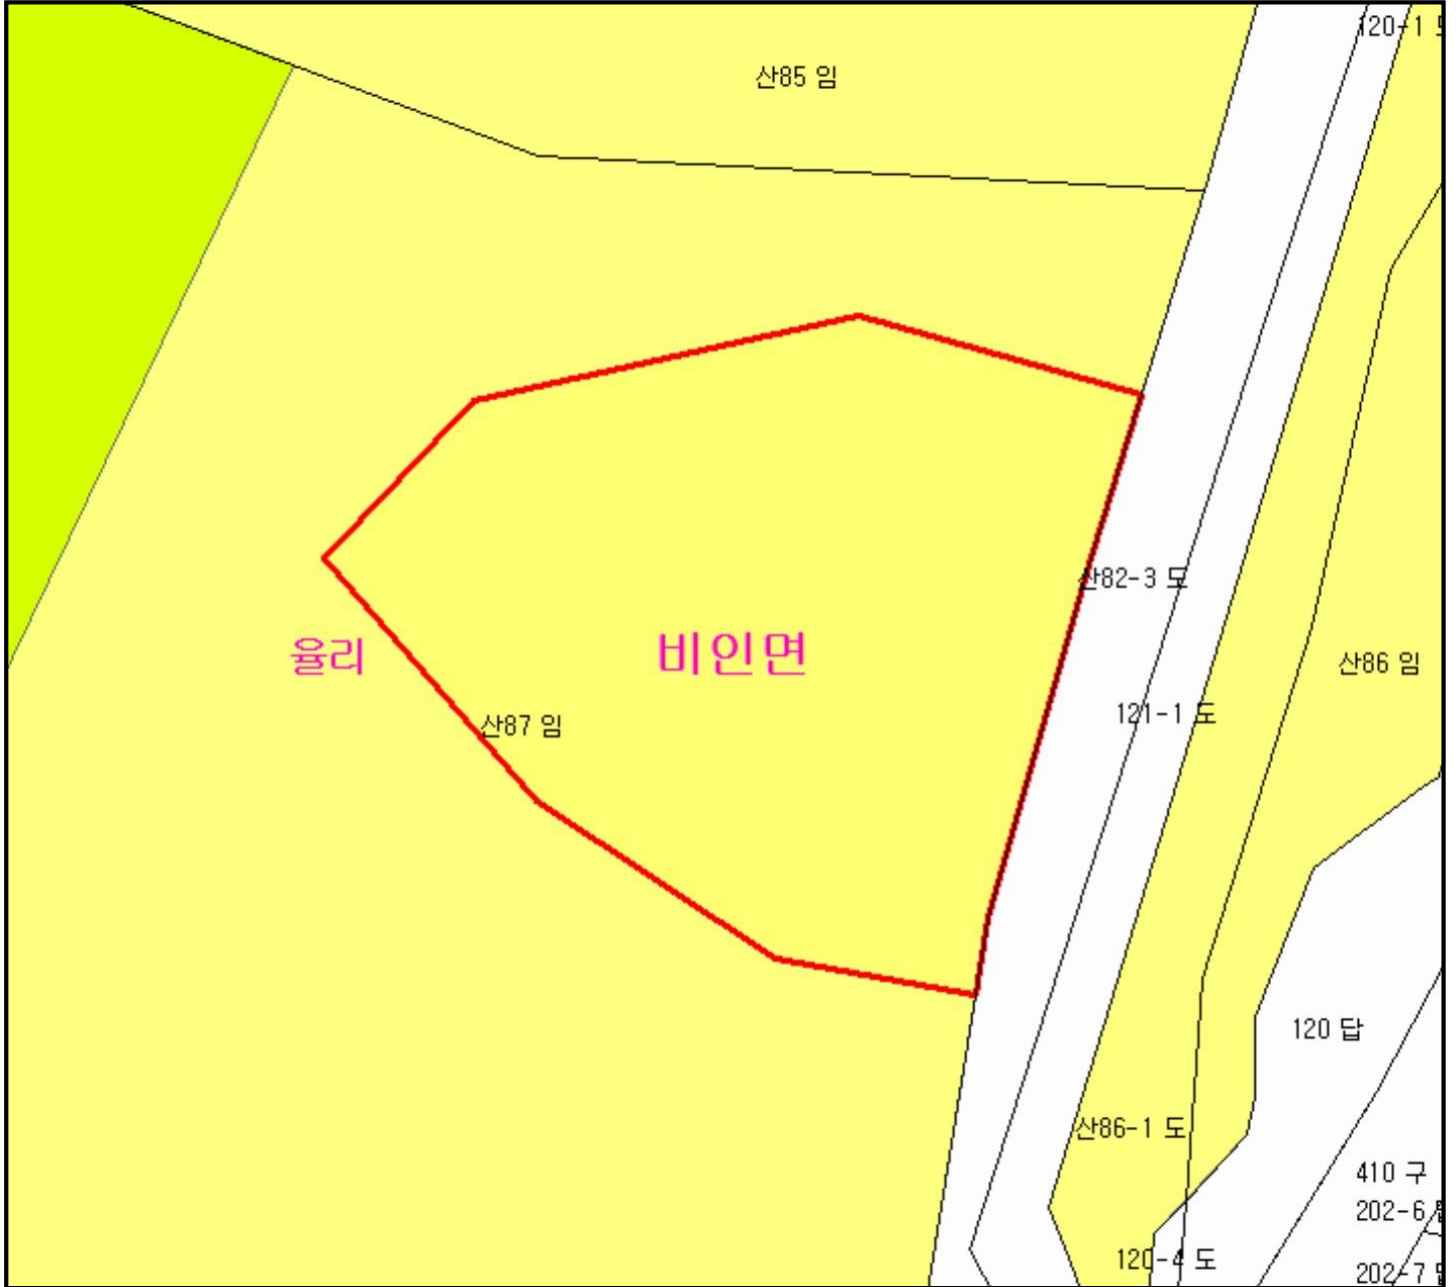 120-1
산85 임
산82-3 도
율리
비인면
산86 임
121-1 도
산87 임
120 답
산86-1 도
410 구
202-6
120-4 도
202-7